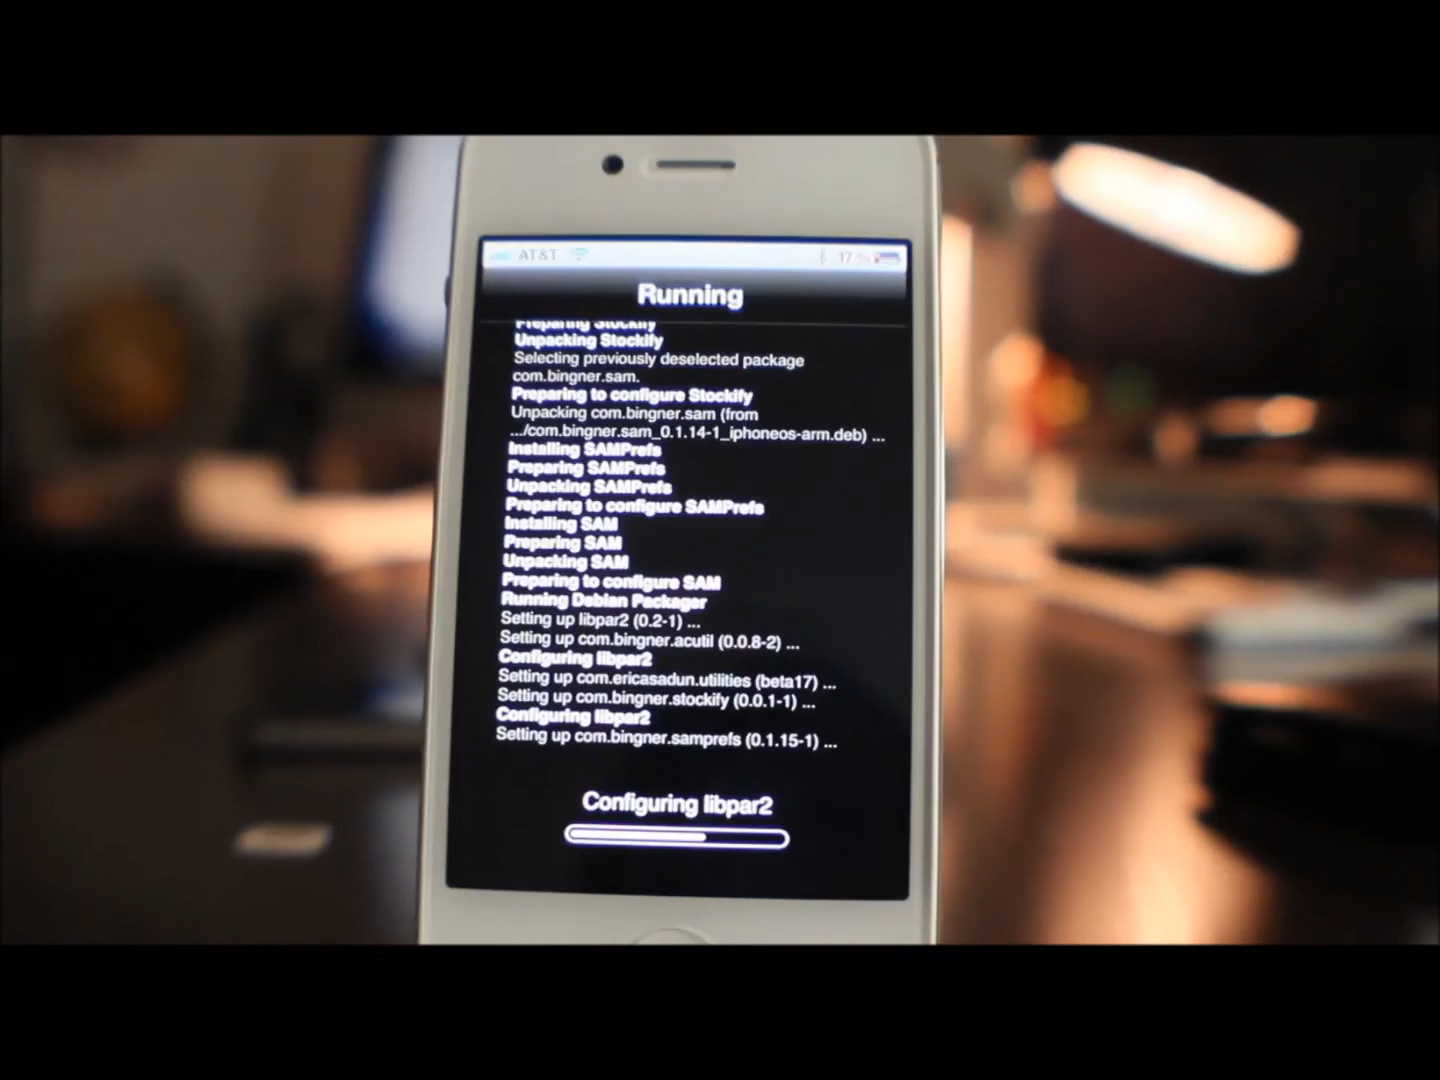 AT&T
Running
Preparing Stockify
Unpacking Stockify
Selecting previously deselected package
com.bingner.sam.
Preparing to configure Stockify
Unpacking com.bingner.sam (from
.../com.bingner.sam_0.1.14-1_iphoneos-arm.deb) ...
Installing SAMPrefs
Preparing SAMPrefs
Unpacking SAMPrefs
Preparing to configure SAMPrefs
Installing SAM
Preparing SAM
Unpacking SAM
Preparing to configure SAM
Running Debian Packager
Setting up libpar2 (0.2-1) ...
Setting up com.bingner.acutil (0.0.8-2) ...
Configuring libpar2
Setting up com.ericasadun.utilities (beta17) ...
Setting up com.bingner.stockify (0.0.1-1) ...
Configuring libpar2
Setting up com.bingner.samprefs (0.1.15-1) ...
Configuring libpar2